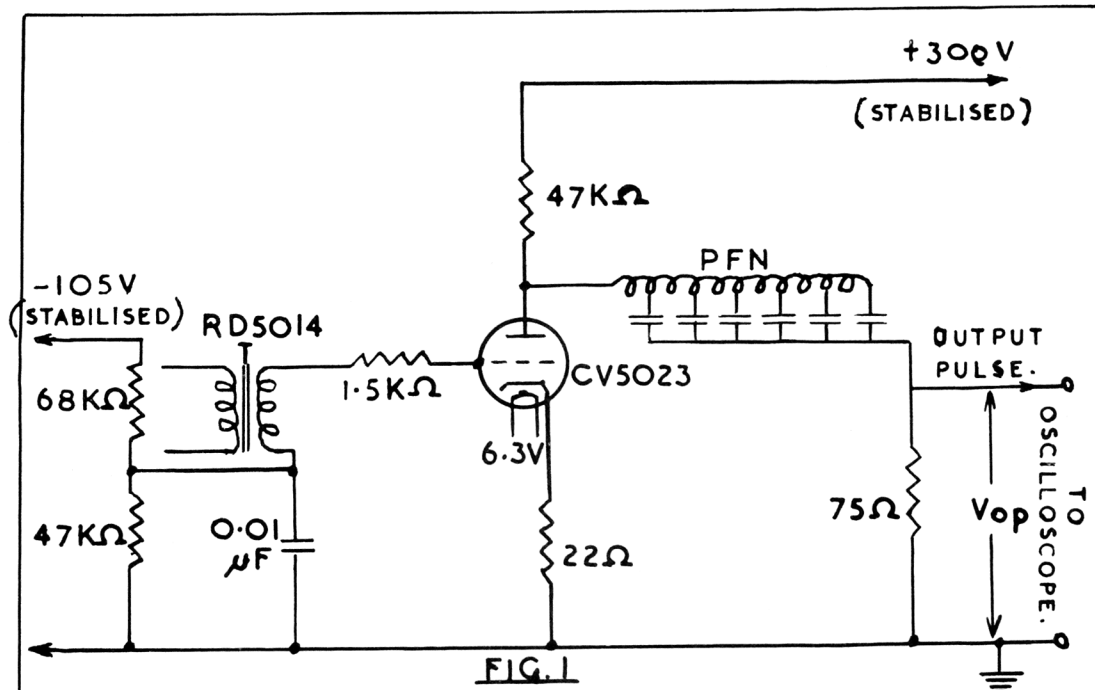 +300V
(STABILISED)
47KΩ
PFN
-105V
(STABILISED)
RD5014
OUTPUT
PULSE.
1.5KΩ
CV5023
68KΩ
6.3V
TO
OSCILLOSCOPE.
75Ω
Vop
47KΩ
0.01
μF
22Ω
FIG.1